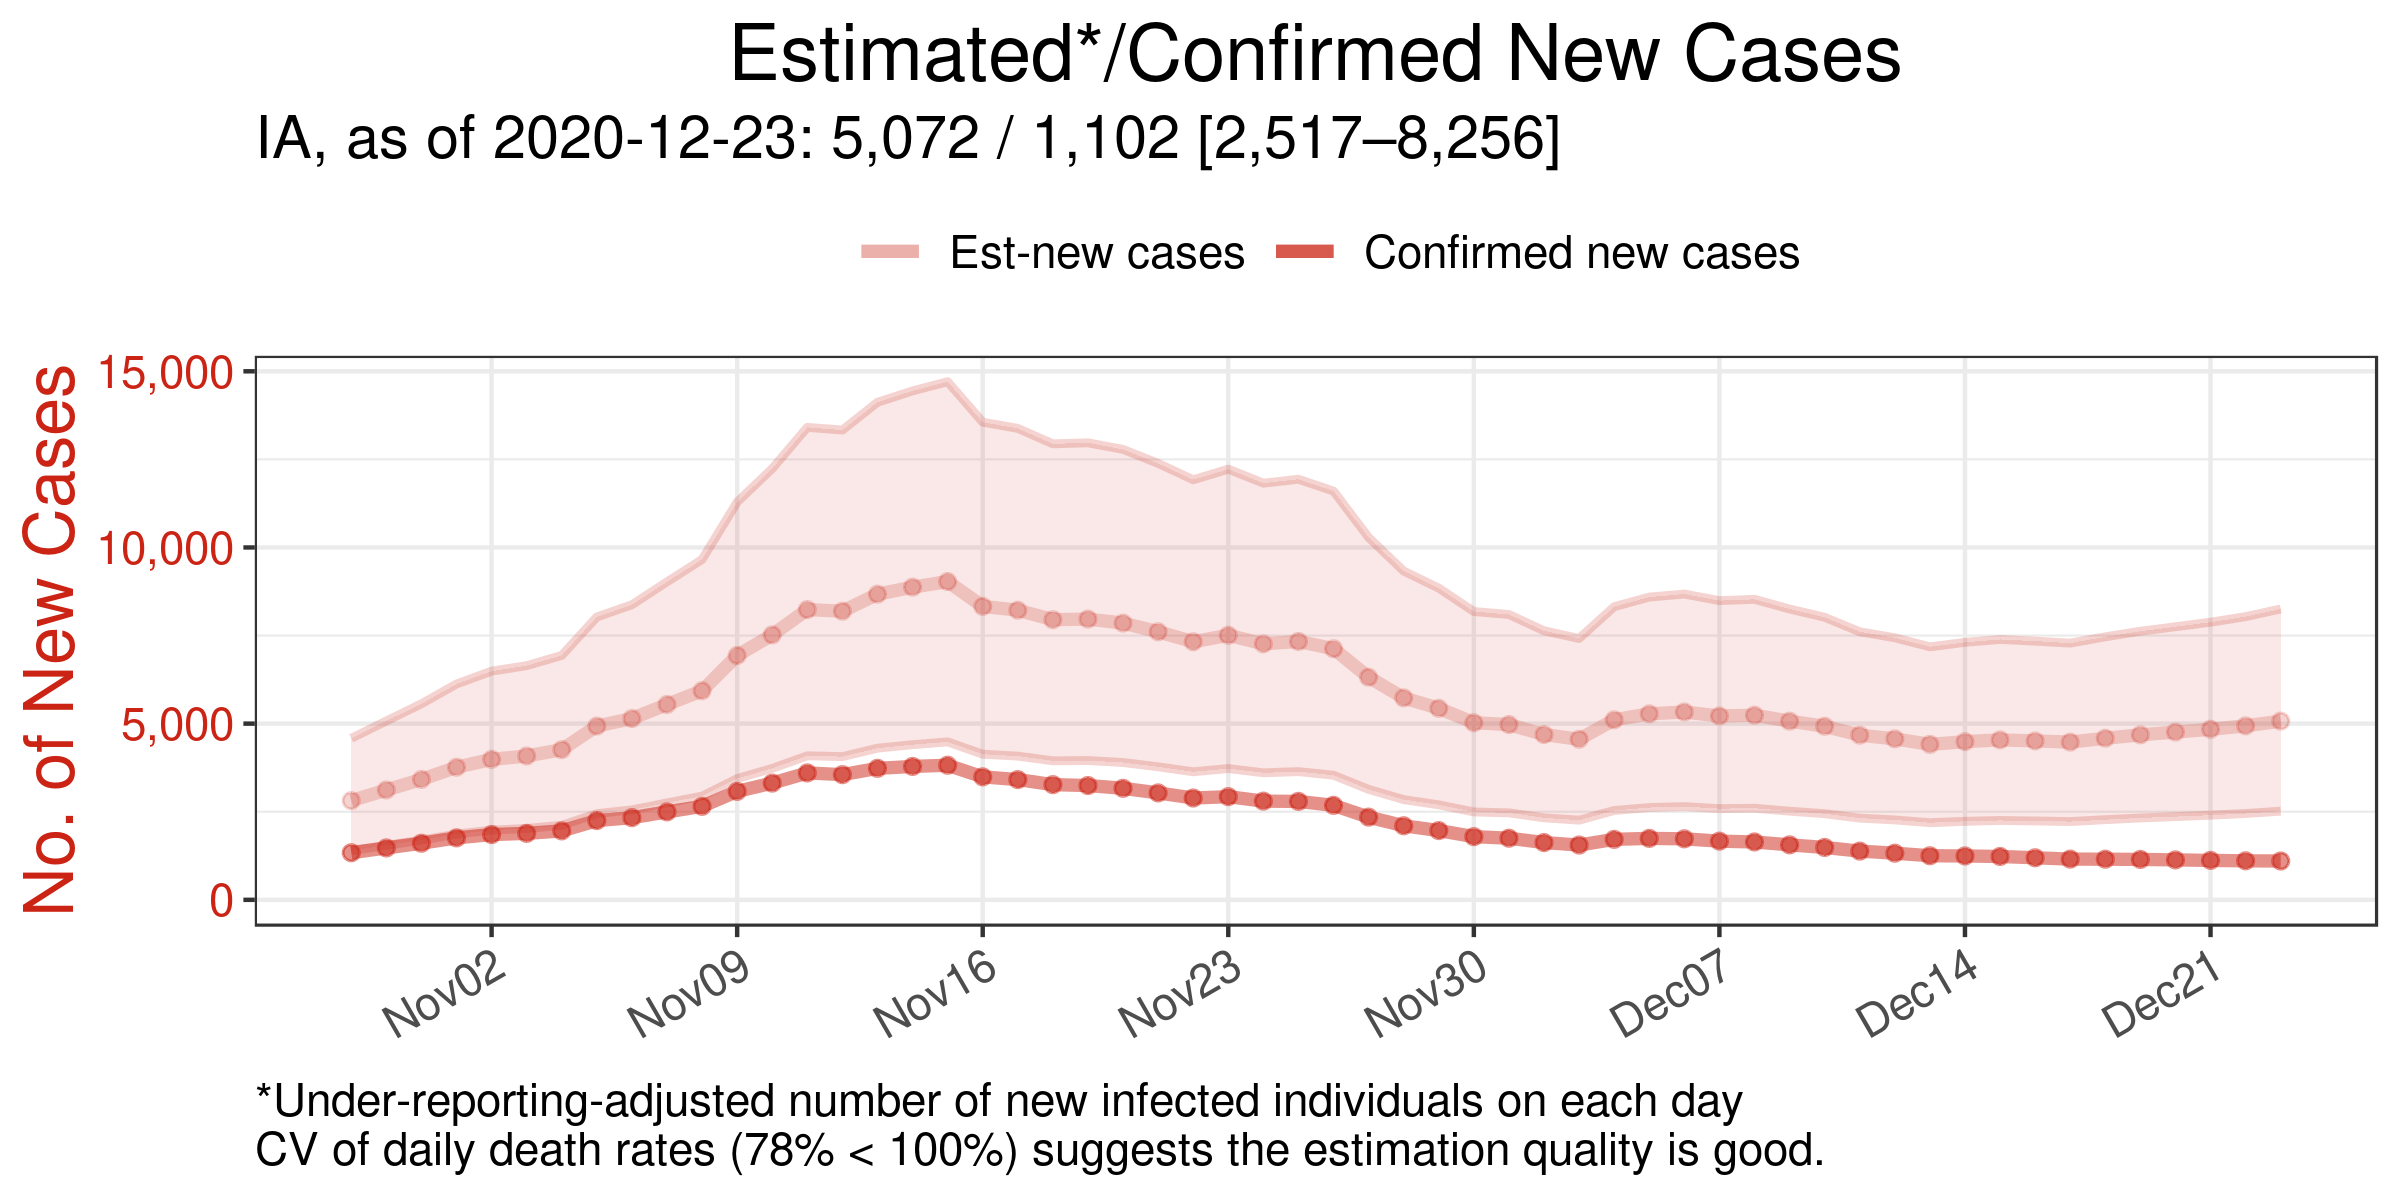 Estimated*/Confirmed New Cases
IA, as of 2020-12-23: 5,072 / 1,102 [2,517–8,256]
Est-new cases
Confirmed new cases
No. of New Cases
15,000
10,000
5,000
0
Nov02
Nov09
Nov16
Nov23
Nov30
Dec07
Dec14
Dec21
*Under-reporting-adjusted number of new infected individuals on each day
CV of daily death rates (78% < 100%) suggests the estimation quality is good.